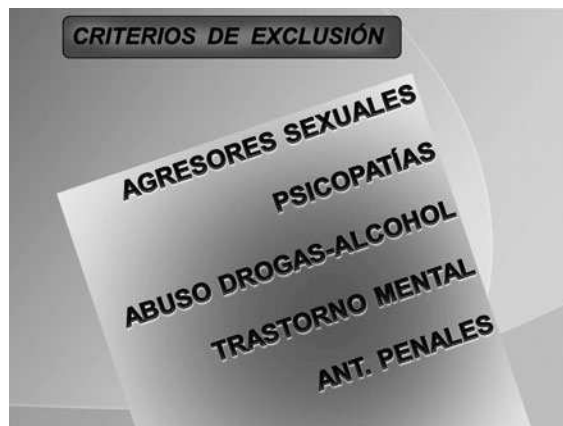 CRITERIOS DE EXCLUSIÓN
AGRESORES SEXUALES
PSICOPATÍAS
ABUSO DROGAS-ALCOHOL
TRASTORNO MENTAL
ANT. PENALES